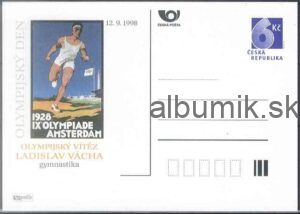 OLYMPIJSKÝ DEN
12. 9. 1998
1928
IX OLYMPIADE
AMSTERDAM
OLYMPIJSKÝ VÍTĚZ
LADISLAV VÁCHA
gymnastika
ČESKÁ POŠTA
6 Kč
ČESKÁ
REPUBLIKA
albumik.sk